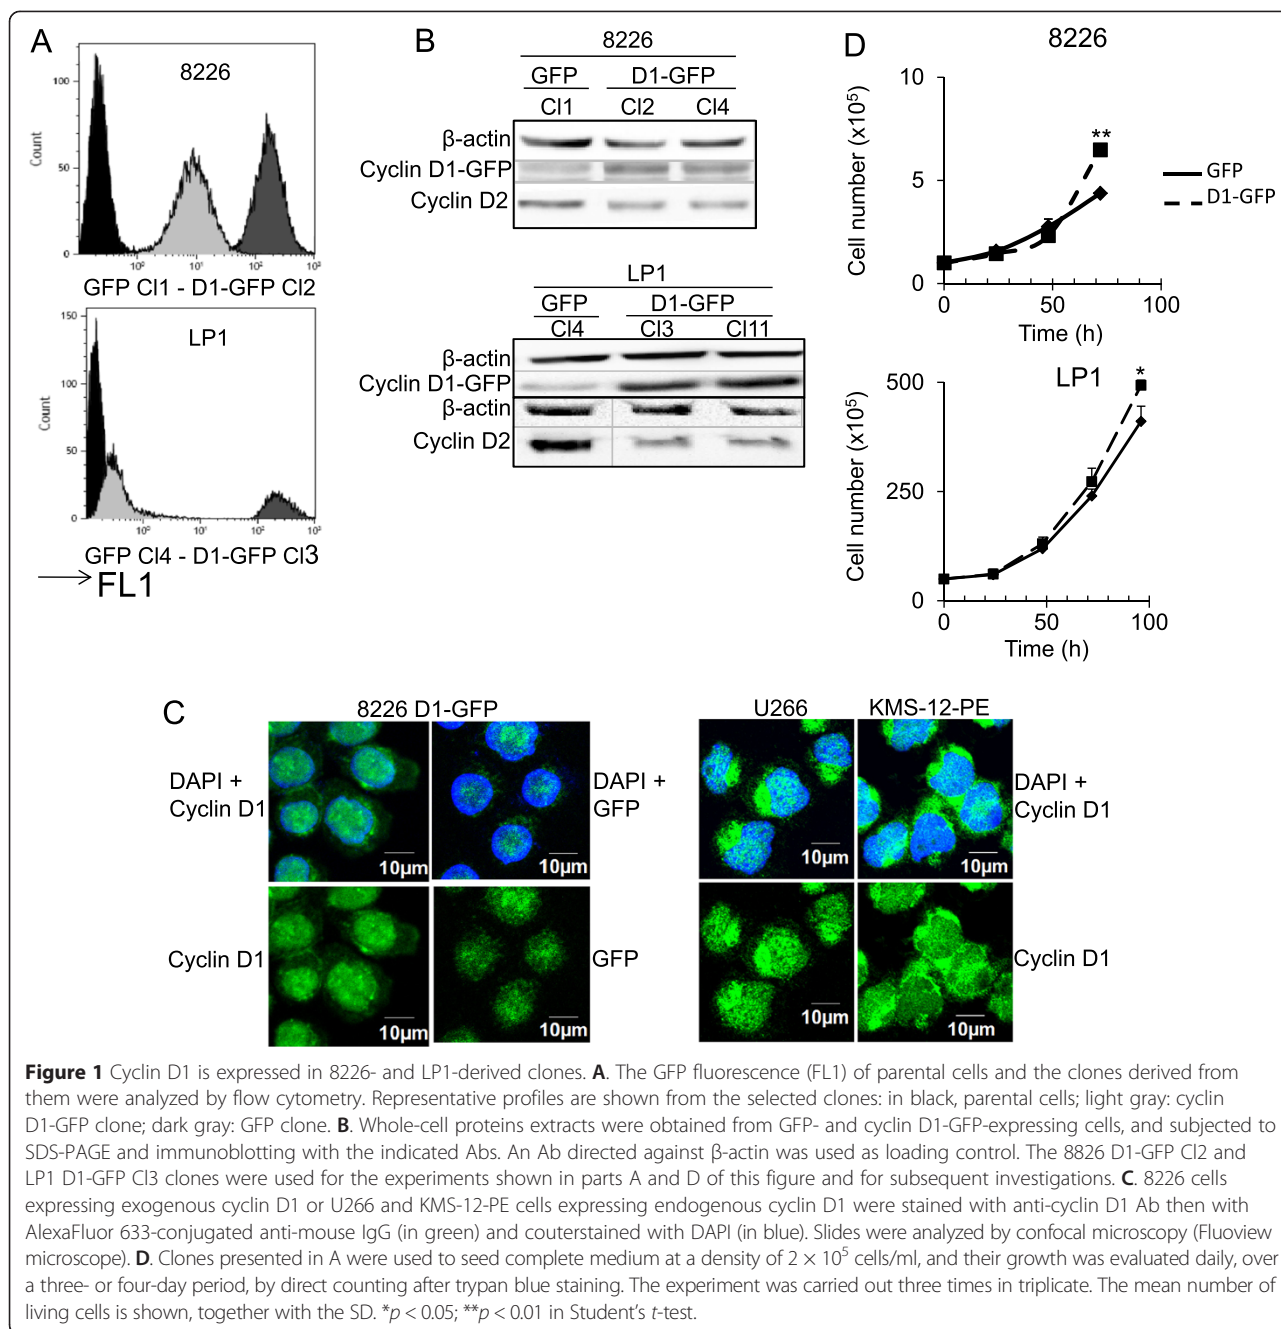 A
8226
Count
100
50
0
10⁰
10¹
10²
10³
GFP Cl1 - D1-GFP Cl2
LP1
Count
150
100
50
0
10⁰
10¹
10²
10³
GFP Cl4 - D1-GFP Cl3
FL1
B
8226
GFP
D1-GFP
Cl1
Cl2
Cl4
β-actin
Cyclin D1-GFP
Cyclin D2
LP1
GFP
D1-GFP
Cl4
Cl3
Cl11
β-actin
Cyclin D1-GFP
β-actin
Cyclin D2
D
8226
Cell number (x10⁵)
10
5
0
0
50
100
Time (h)
**
GFP
D1-GFP
LP1
Cell number (x10⁵)
500
250
0
0
50
100
Time (h)
*
C
8226 D1-GFP
U266
KMS-12-PE
DAPI +
Cyclin D1
DAPI +
GFP
DAPI +
Cyclin D1
10µm
10µm
10µm
10µm
Cyclin D1
GFP
Cyclin D1
10µm
10µm
10µm
10µm
Figure 1 Cyclin D1 is expressed in 8226- and LP1-derived clones. A. The GFP fluorescence (FL1) of parental cells and the clones derived from
them were analyzed by flow cytometry. Representative profiles are shown from the selected clones: in black, parental cells; light gray: cyclin
D1-GFP clone; dark gray: GFP clone. B. Whole-cell proteins extracts were obtained from GFP- and cyclin D1-GFP-expressing cells, and subjected to
SDS-PAGE and immunoblotting with the indicated Abs. An Ab directed against β-actin was used as loading control. The 8826 D1-GFP Cl2 and
LP1 D1-GFP Cl3 clones were used for the experiments shown in parts A and D of this figure and for subsequent investigations. C. 8226 cells
expressing exogenous cyclin D1 or U266 and KMS-12-PE cells expressing endogenous cyclin D1 were stained with anti-cyclin D1 Ab then with
AlexaFluor 633-conjugated anti-mouse IgG (in green) and couterstained with DAPI (in blue). Slides were analyzed by confocal microscopy (Fluoview
microscope). D. Clones presented in A were used to seed complete medium at a density of 2 × 10⁵ cells/ml, and their growth was evaluated daily, over
a three- or four-day period, by direct counting after trypan blue staining. The experiment was carried out three times in triplicate. The mean number of
living cells is shown, together with the SD. *p < 0.05; **p < 0.01 in Student's t-test.